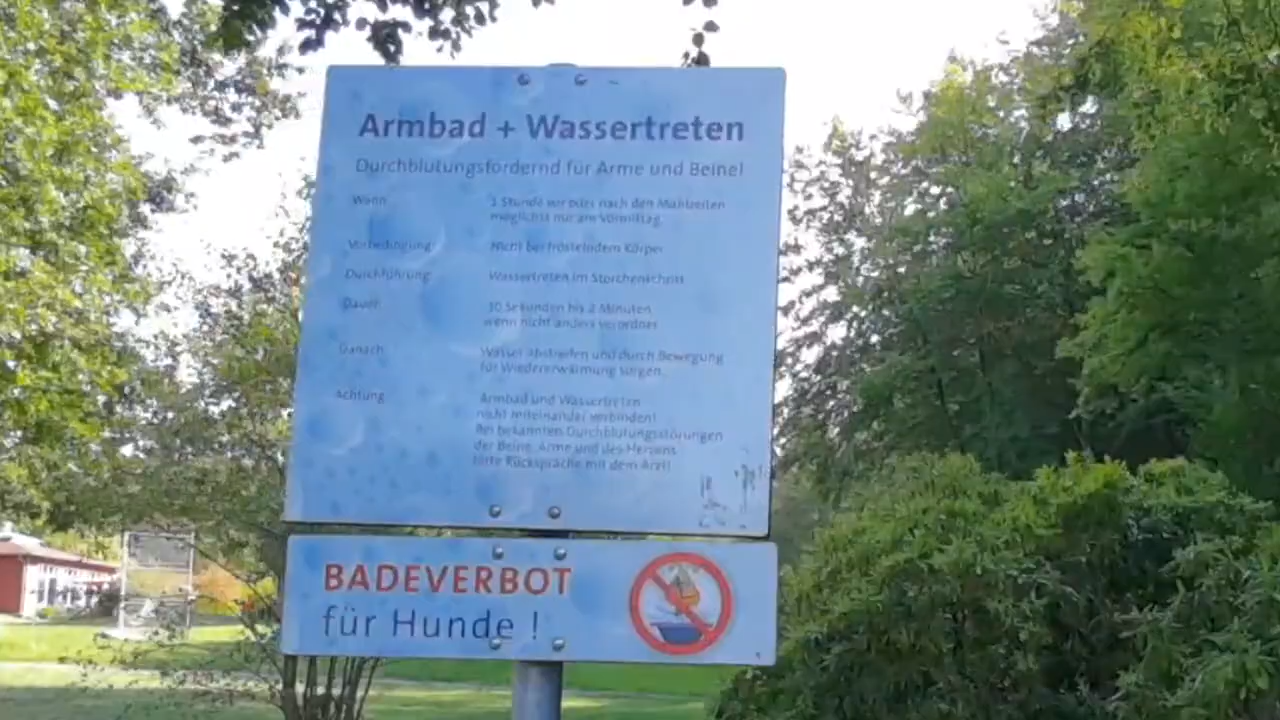 Armbad + Wassertreten
Durchblutungsfördernd für Arme und Beine!
Wann: 1 Stunde vor oder nach den Mahlzeiten
möglichst nur am Vormittag
Vorbedingung: Nicht bei fröstelndem Körper
Durchführung: Wassertreten im Storchenschritt
Dauer: 30 Sekunden bis 2 Minuten
wenn nicht anders verordnet
Danach: Wasser abstreifen und durch Bewegung
für Wiedererwärmung sorgen
Achtung: Armbad und Wassertreten
nicht miteinander verbinden!
Bei bekannten Durchblutungsstörungen
der Beine, Arme und des Herzens
bitte Rücksprache mit dem Arzt!
BADEVERBOT
für Hunde !